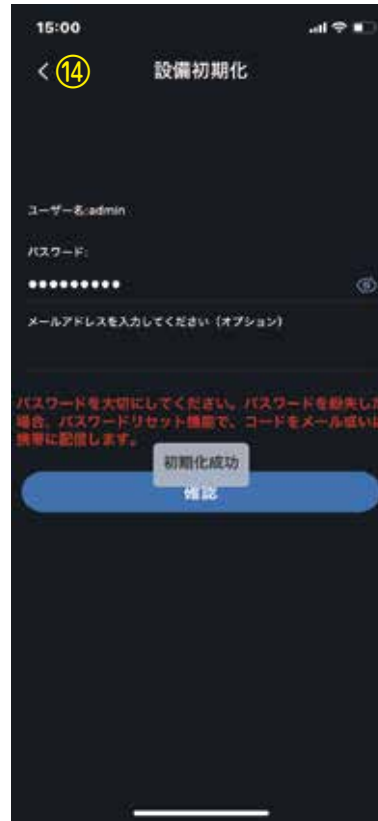 15:00
< ⑭ 設備初期化
ユーザー名:admin
パスワード:
●●●●●●●●●
メールアドレスを入力してください（オプション）
パスワードを大切にしてください。パスワードを紛失した
場合、パスワードリセット機能で、コードをメール或いは
携帯に配信します。
初期化成功
確認